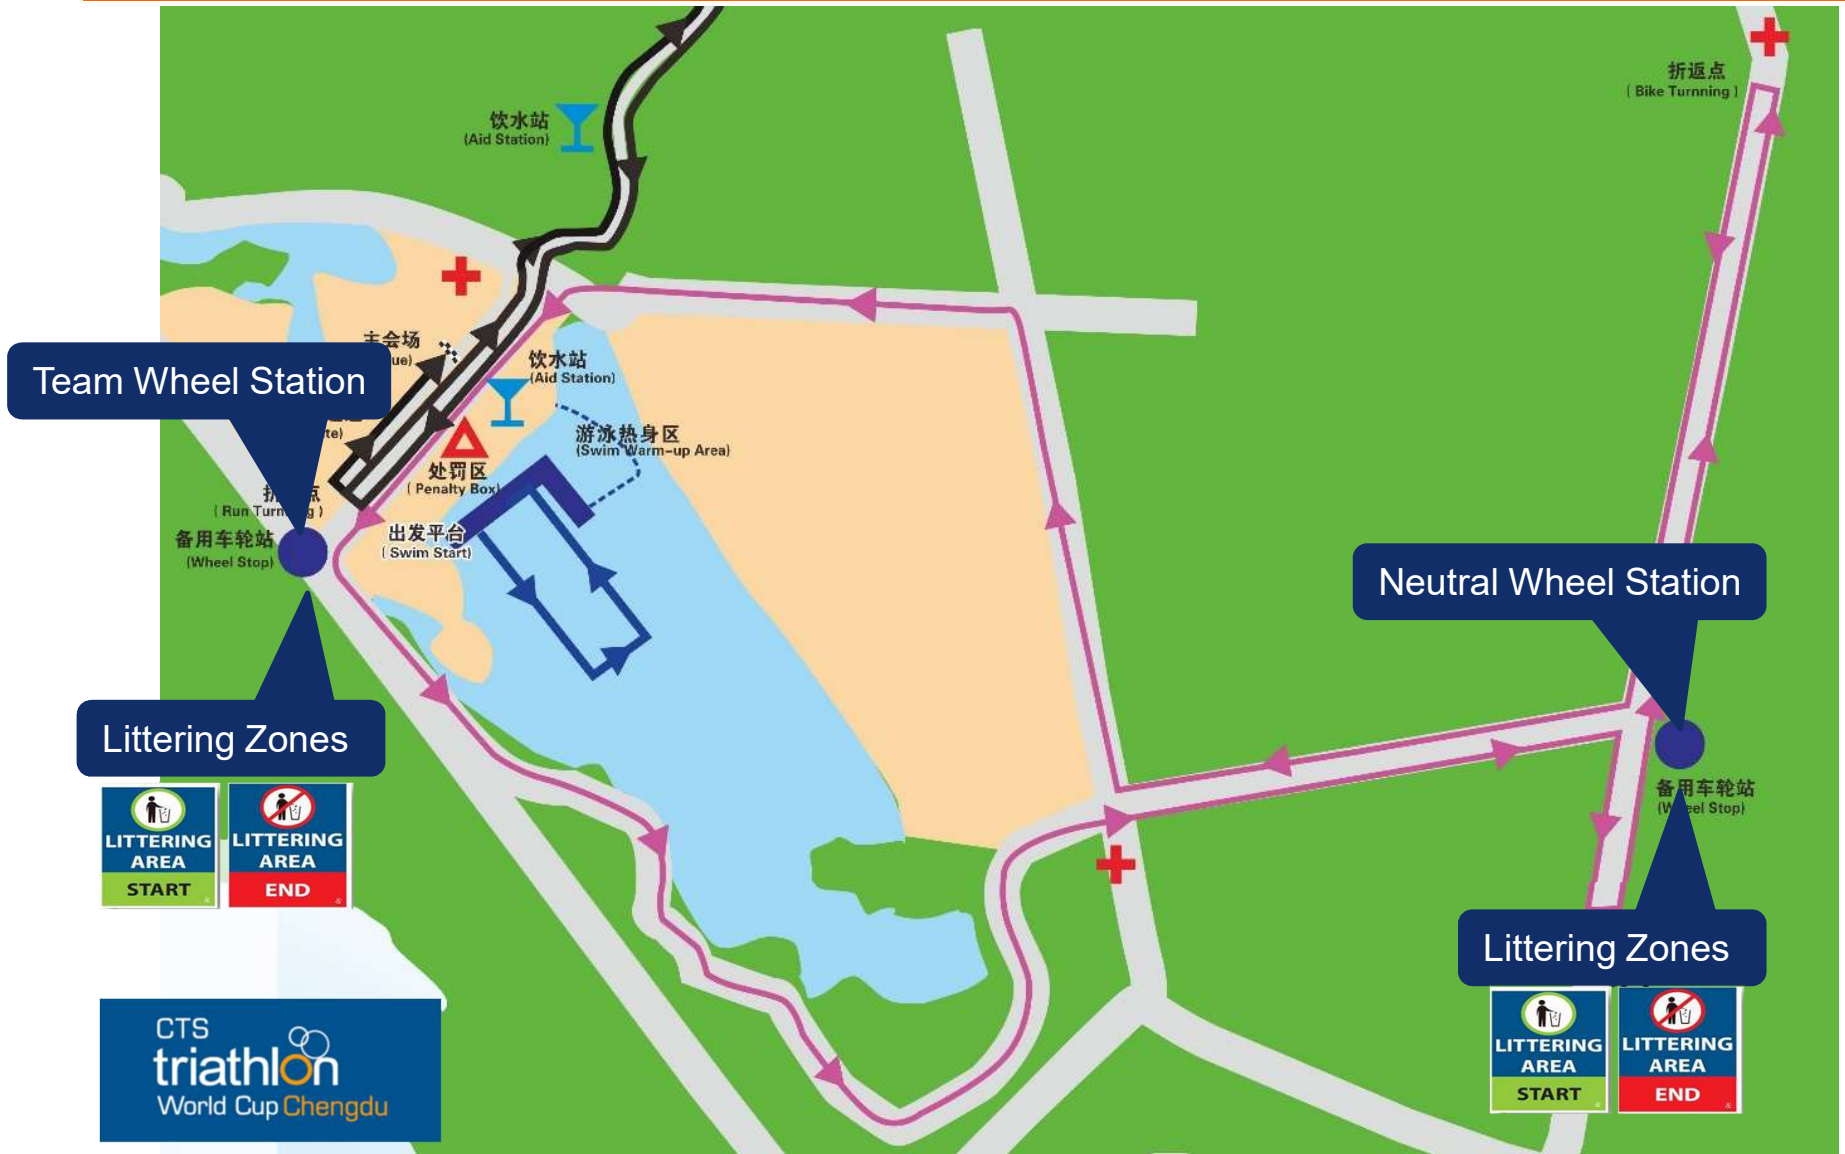 折返点
( Bike Turnning )
饮水站
(Aid Station)
主会场
Team Wheel Station
饮水站
(Aid Station)
游泳热身区
(Swim Warm-up Area)
处罚区
( Penalty Box)
( Run Turnning )
备用车轮站
(Wheel Stop)
出发平台
( Swim Start)
Neutral Wheel Station
Littering Zones
LITTERING
AREA
START
LITTERING
AREA
END
备用车轮站
(Wheel Stop)
Littering Zones
LITTERING
AREA
START
LITTERING
AREA
END
CTS
triathlon
World Cup Chengdu